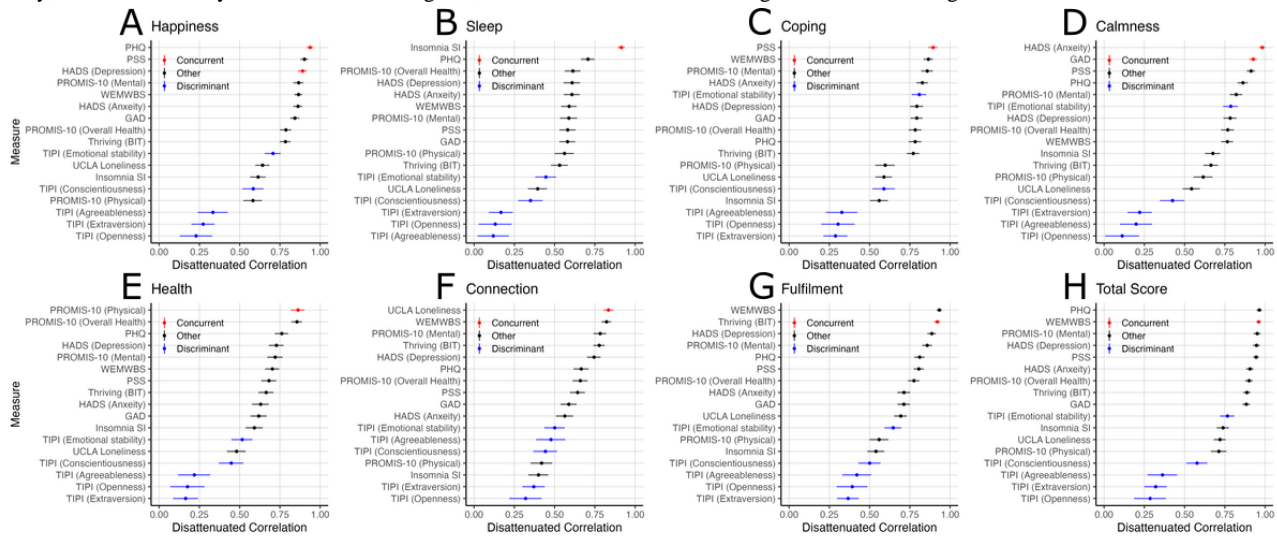 A Happiness
PHQ
PSS
HADS (Depression)
PROMIS-10 (Mental)
WEMWBS
HADS (Anxeity)
GAD
PROMIS-10 (Overall Health)
Thriving (BIT)
TIPI (Emotional stability)
UCLA Loneliness
Insomnia SI
TIPI (Conscientiousness)
PROMIS-10 (Physical)
TIPI (Agreeableness)
TIPI (Extraversion)
TIPI (Openness)
Measure
Concurrent
Other
Discriminant
0.00 0.25 0.50 0.75 1.00
Disattenuated Correlation
B Sleep
Insomnia SI
PHQ
PROMIS-10 (Overall Health)
HADS (Depression)
HADS (Anxeity)
WEMWBS
PROMIS-10 (Mental)
PSS
GAD
PROMIS-10 (Physical)
Thriving (BIT)
TIPI (Emotional stability)
UCLA Loneliness
TIPI (Conscientiousness)
TIPI (Extraversion)
TIPI (Openness)
TIPI (Agreeableness)
Concurrent
Other
Discriminant
0.00 0.25 0.50 0.75 1.00
Disattenuated Correlation
C Coping
PSS
WEMWBS
PROMIS-10 (Mental)
HADS (Anxeity)
TIPI (Emotional stability)
HADS (Depression)
GAD
PROMIS-10 (Overall Health)
PHQ
Thriving (BIT)
PROMIS-10 (Physical)
UCLA Loneliness
TIPI (Conscientiousness)
Insomnia SI
TIPI (Agreeableness)
TIPI (Openness)
TIPI (Extraversion)
Concurrent
Other
Discriminant
0.00 0.25 0.50 0.75 1.00
Disattenuated Correlation
D Calmness
HADS (Anxeity)
GAD
PSS
PHQ
PROMIS-10 (Mental)
TIPI (Emotional stability)
HADS (Depression)
PROMIS-10 (Overall Health)
WEMWBS
Insomnia SI
Thriving (BIT)
PROMIS-10 (Physical)
UCLA Loneliness
TIPI (Conscientiousness)
TIPI (Extraversion)
TIPI (Agreeableness)
TIPI (Openness)
Concurrent
Other
Discriminant
0.00 0.25 0.50 0.75 1.00
Disattenuated Correlation
E Health
PROMIS-10 (Physical)
PROMIS-10 (Overall Health)
PHQ
HADS (Depression)
PROMIS-10 (Mental)
WEMWBS
PSS
Thriving (BIT)
HADS (Anxeity)
GAD
Insomnia SI
TIPI (Emotional stability)
UCLA Loneliness
TIPI (Conscientiousness)
TIPI (Agreeableness)
TIPI (Openness)
TIPI (Extraversion)
Measure
Concurrent
Other
Discriminant
0.00 0.25 0.50 0.75 1.00
Disattenuated Correlation
F Connection
UCLA Loneliness
WEMWBS
PROMIS-10 (Mental)
Thriving (BIT)
HADS (Depression)
PHQ
PROMIS-10 (Overall Health)
PSS
GAD
HADS (Anxeity)
TIPI (Emotional stability)
TIPI (Agreeableness)
TIPI (Conscientiousness)
PROMIS-10 (Physical)
Insomnia SI
TIPI (Extraversion)
TIPI (Openness)
Concurrent
Other
Discriminant
0.00 0.25 0.50 0.75 1.00
Disattenuated Correlation
G Fulfilment
WEMWBS
Thriving (BIT)
HADS (Depression)
PROMIS-10 (Mental)
PHQ
PSS
PROMIS-10 (Overall Health)
HADS (Anxeity)
GAD
UCLA Loneliness
TIPI (Emotional stability)
PROMIS-10 (Physical)
Insomnia SI
TIPI (Conscientiousness)
TIPI (Agreeableness)
TIPI (Openness)
TIPI (Extraversion)
Concurrent
Other
Discriminant
0.00 0.25 0.50 0.75 1.00
Disattenuated Correlation
H Total Score
PHQ
WEMWBS
PROMIS-10 (Mental)
HADS (Depression)
PSS
HADS (Anxeity)
PROMIS-10 (Overall Health)
Thriving (BIT)
GAD
TIPI (Emotional stability)
Insomnia SI
UCLA Loneliness
PROMIS-10 (Physical)
TIPI (Conscientiousness)
TIPI (Agreeableness)
TIPI (Extraversion)
TIPI (Openness)
Concurrent
Other
Discriminant
0.00 0.25 0.50 0.75 1.00
Disattenuated Correlation